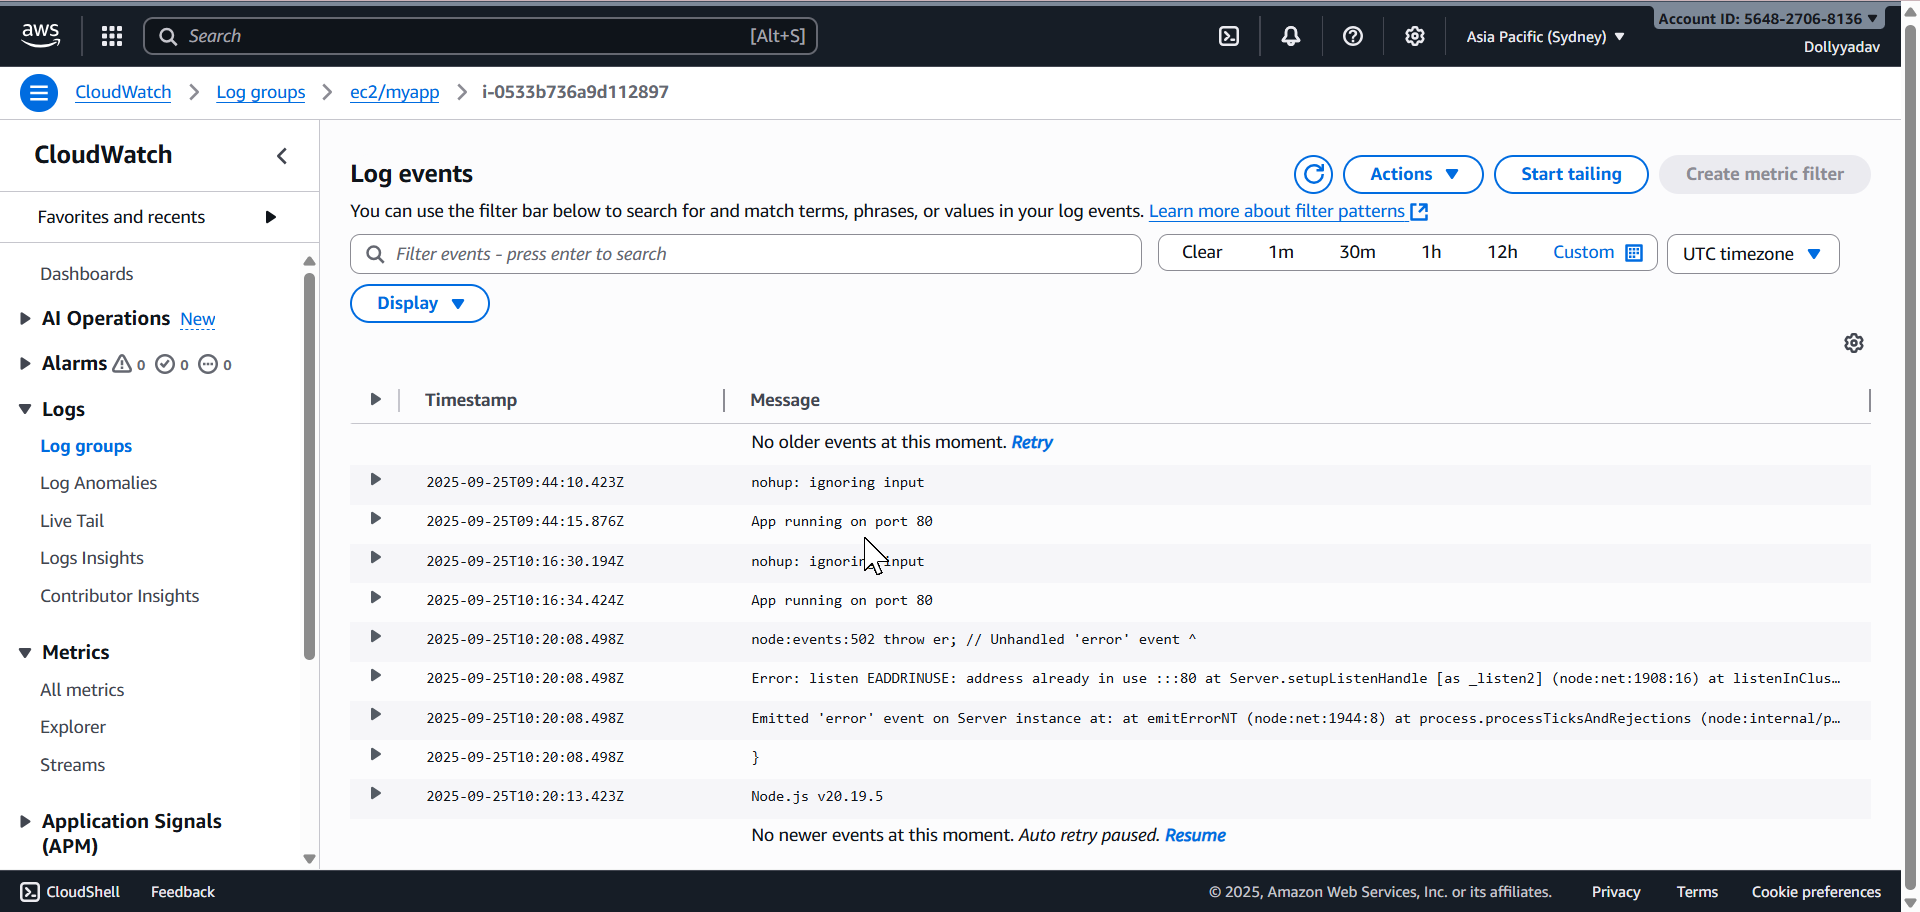 aws
Search [Alt+S]
Asia Pacific (Sydney)
Account ID: 5648-2706-8136
Dollyyadav
CloudWatch
Log groups
ec2/myapp
i-0533b736a9d112897
CloudWatch
Favorites and recents
Dashboards
AI Operations New
Alarms 0 0 0
Logs
Log groups
Log Anomalies
Live Tail
Logs Insights
Contributor Insights
Metrics
All metrics
Explorer
Streams
Application Signals
(APM)
Log events
Actions
Start tailing
Create metric filter
You can use the filter bar below to search for and match terms, phrases, or values in your log events. Learn more about filter patterns
Filter events - press enter to search
Clear 1m 30m 1h 12h Custom
UTC timezone
Display
Timestamp Message
No older events at this moment. Retry
2025-09-25T09:44:10.423Z nohup: ignoring input
2025-09-25T09:44:15.876Z App running on port 80
2025-09-25T10:16:30.194Z nohup: ignoring input
2025-09-25T10:16:34.424Z App running on port 80
2025-09-25T10:20:08.498Z node:events:502 throw er; // Unhandled 'error' event ^
2025-09-25T10:20:08.498Z Error: listen EADDRINUSE: address already in use :::80 at Server.setupListenHandle [as _listen2] (node:net:1908:16) at listenInClus…
2025-09-25T10:20:08.498Z Emitted 'error' event on Server instance at: at emitErrorNT (node:net:1944:8) at process.processTicksAndRejections (node:internal/p…
2025-09-25T10:20:08.498Z }
2025-09-25T10:20:13.423Z Node.js v20.19.5
No newer events at this moment. Auto retry paused. Resume
CloudShell Feedback
© 2025, Amazon Web Services, Inc. or its affiliates. Privacy Terms Cookie preferences